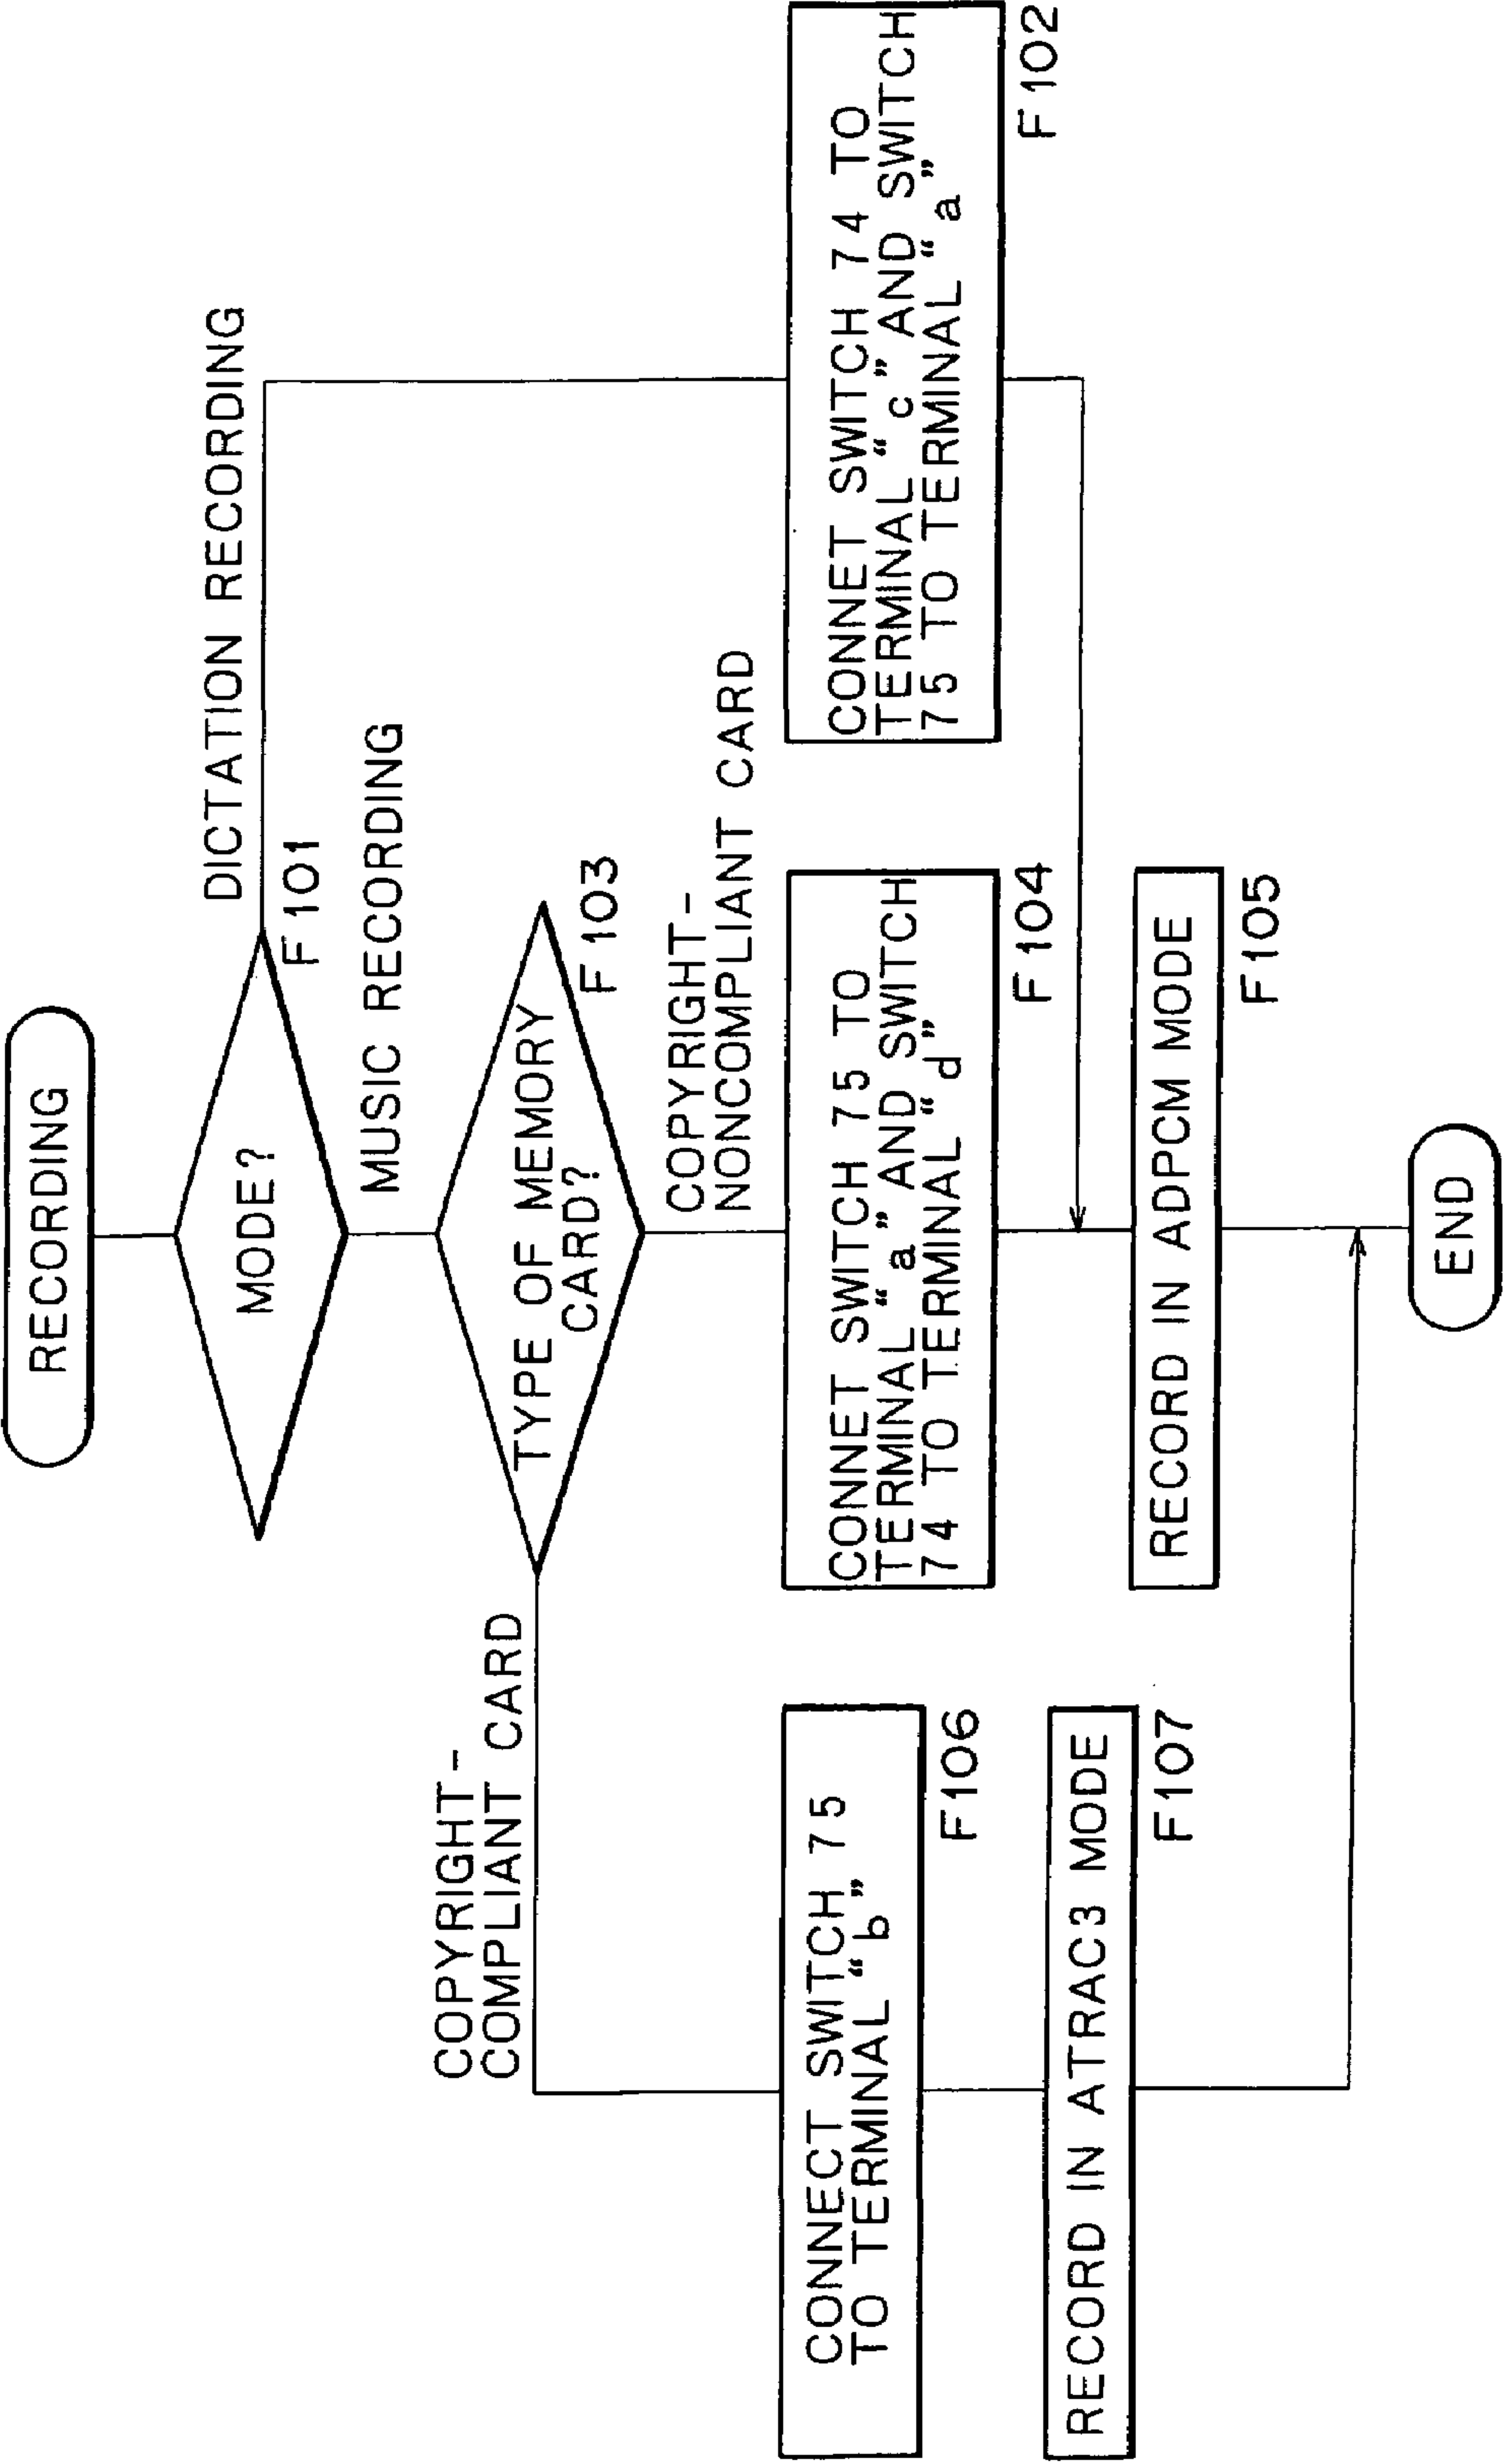 RECORDING
MODE?
F101
DICTATION RECORDING
MUSIC RECORDING
TYPE OF MEMORY
CARD?
F103
COPYRIGHT-
COMPLIANT CARD
COPYRIGHT-
NONCOMPLIANT CARD
CONNECT SWITCH 75
TO TERMINAL “b”
F106
CONNET SWITCH 75 TO
TERMINAL “a” AND SWITCH
74 TO TERMINAL “d”
F104
CONNET SWITCH 74 TO
TERMINAL “c” AND SWITCH
75 TO TERMINAL “a”
F102
RECORD IN ATRAC3 MODE
F107
RECORD IN ADPCM MODE
F105
END